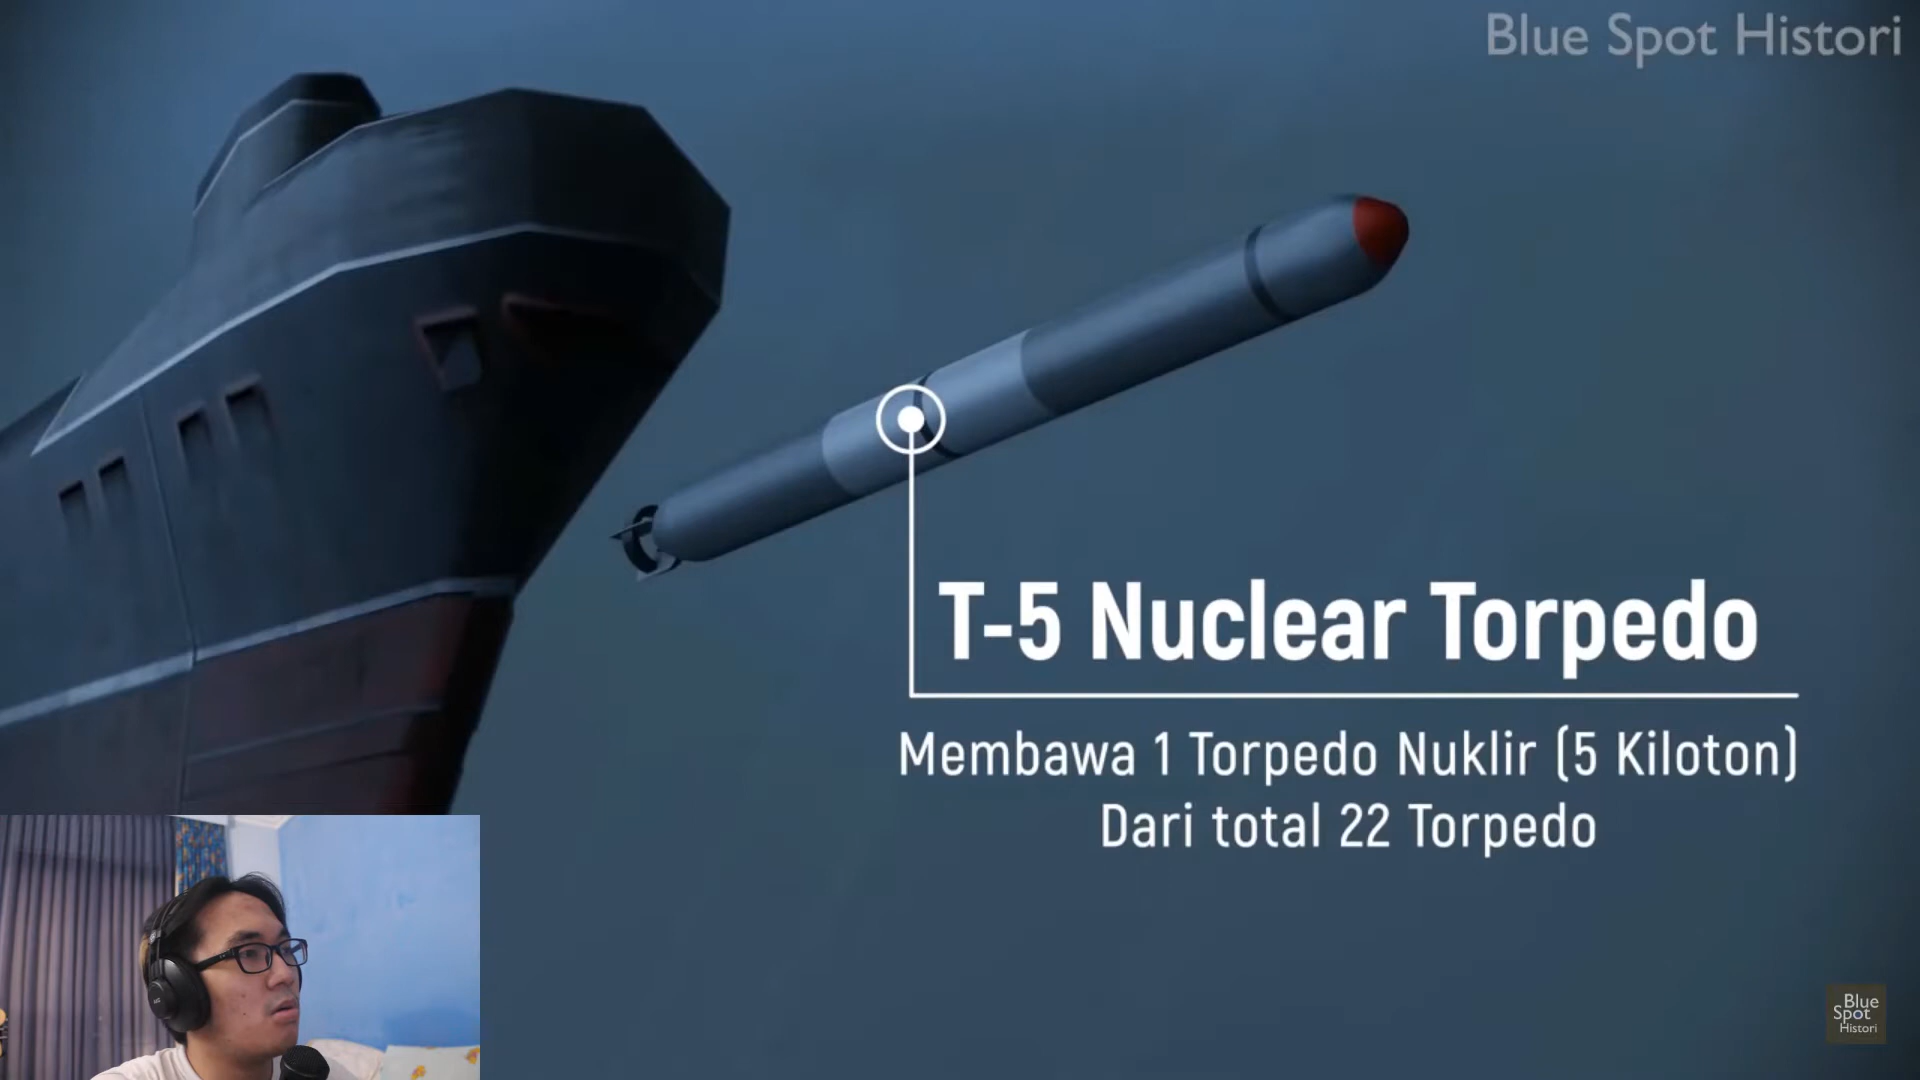 Blue Spot Histori
T-5 Nuclear Torpedo
Membawa 1 Torpedo Nuklir (5 Kiloton)
Dari total 22 Torpedo
Blue
Spot
Histori